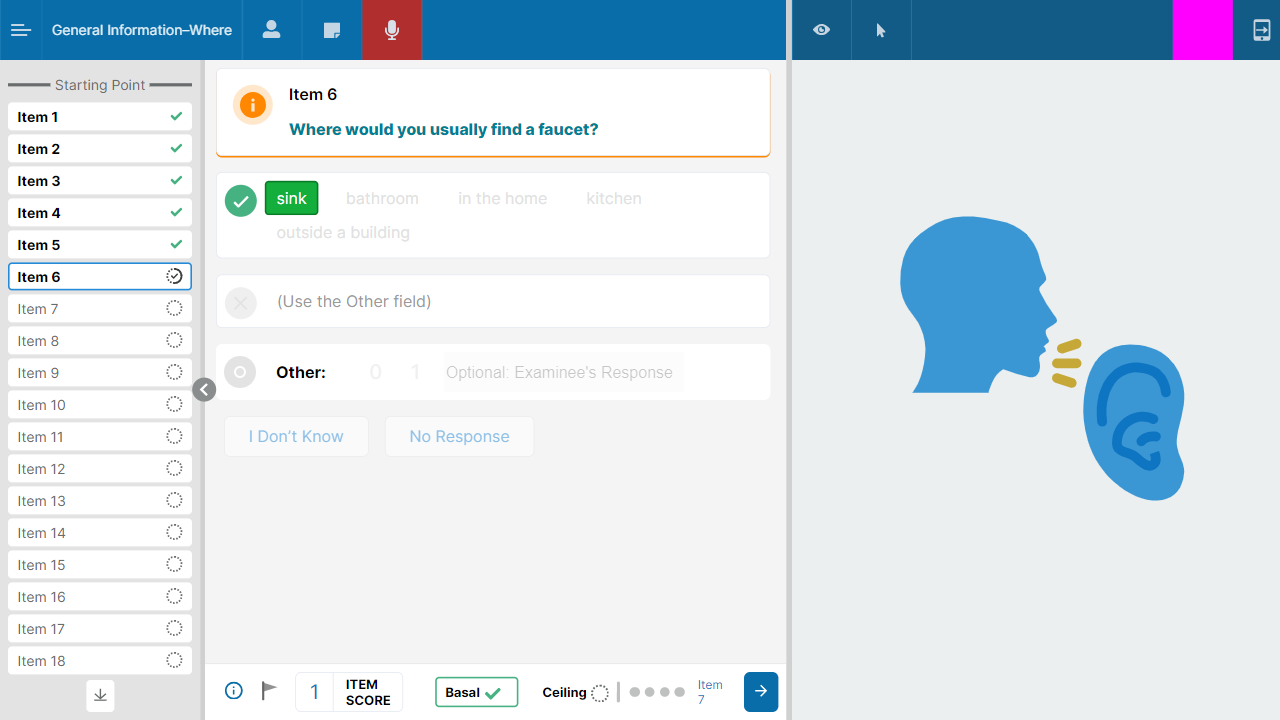 General Information–Where
Starting Point
Item 1
Item 2
Item 3
Item 4
Item 5
Item 6
Item 7
Item 8
Item 9
Item 10
Item 11
Item 12
Item 13
Item 14
Item 15
Item 16
Item 17
Item 18
Item 6
Where would you usually find a faucet?
sink bathroom in the home kitchen
outside a building
(Use the Other field)
Other: 0 1 Optional: Examinee's Response
I Don't Know No Response
1 ITEM SCORE Basal Ceiling Item 7